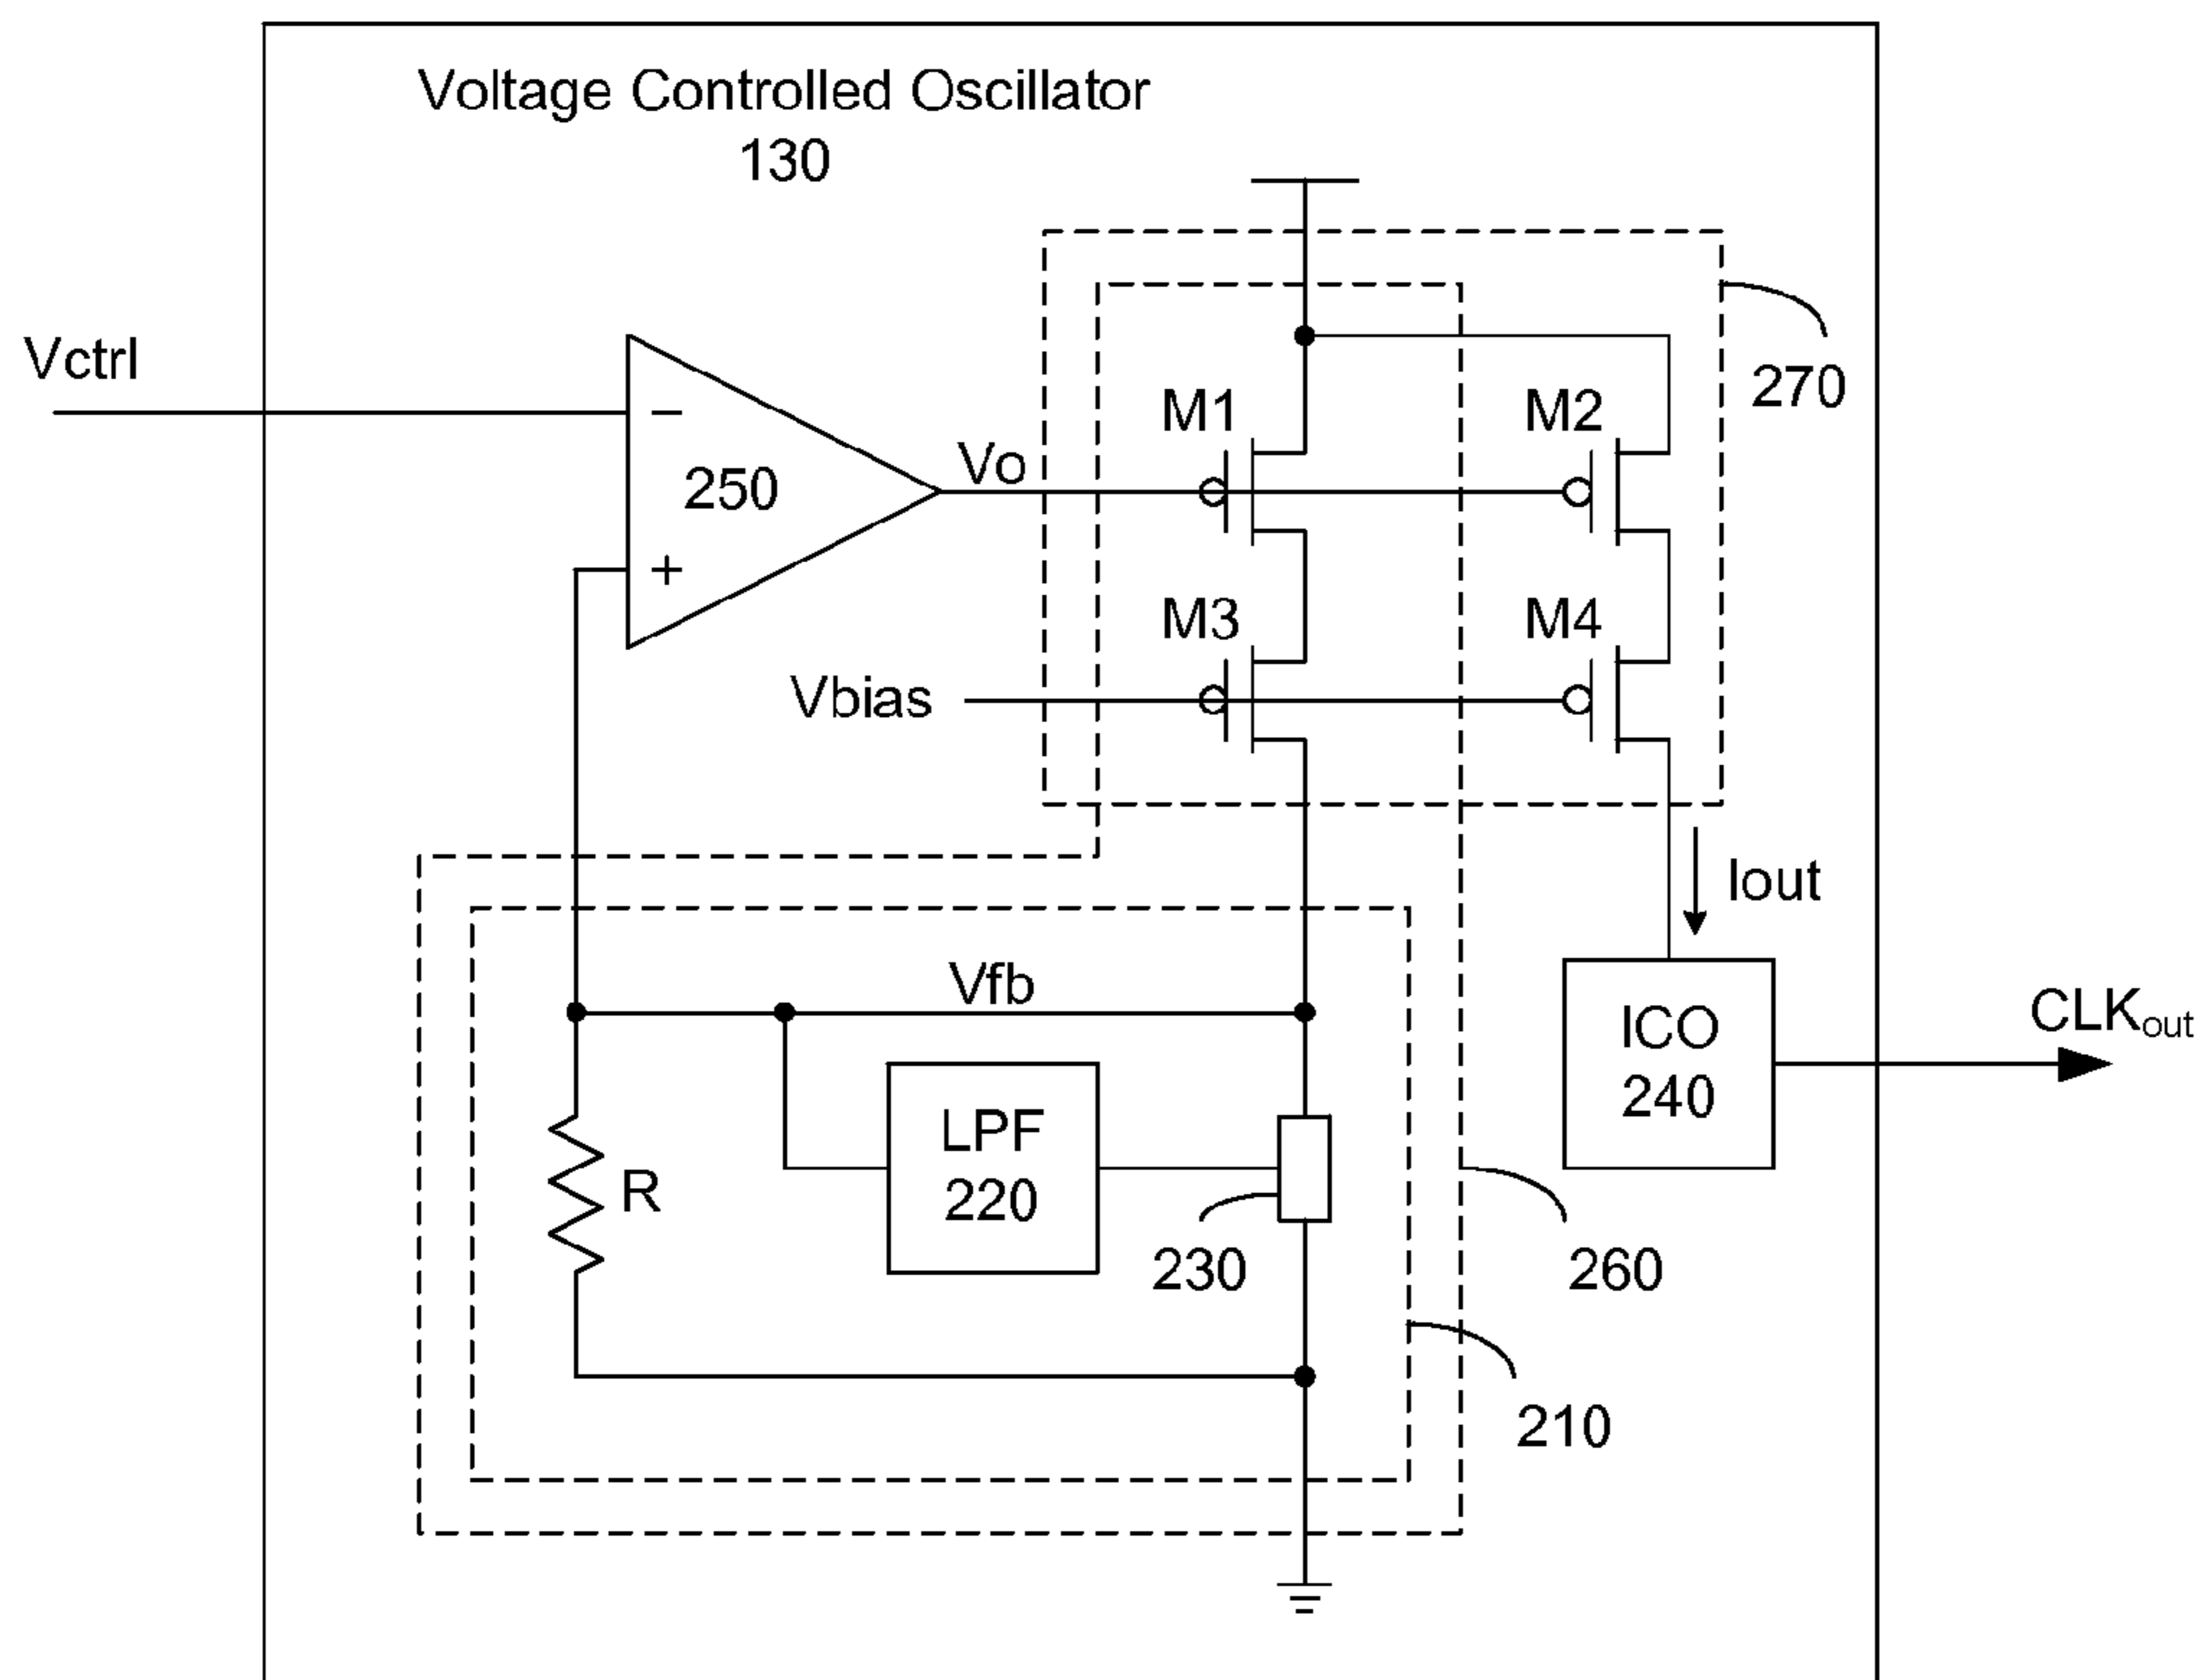 Voltage Controlled Oscillator
130
Vctrl
270
M1
M2
−
Vo
250
+
M3
M4
Vbias
Iout
Vfb
ICO
240
CLKout
LPF
220
R
230
260
210